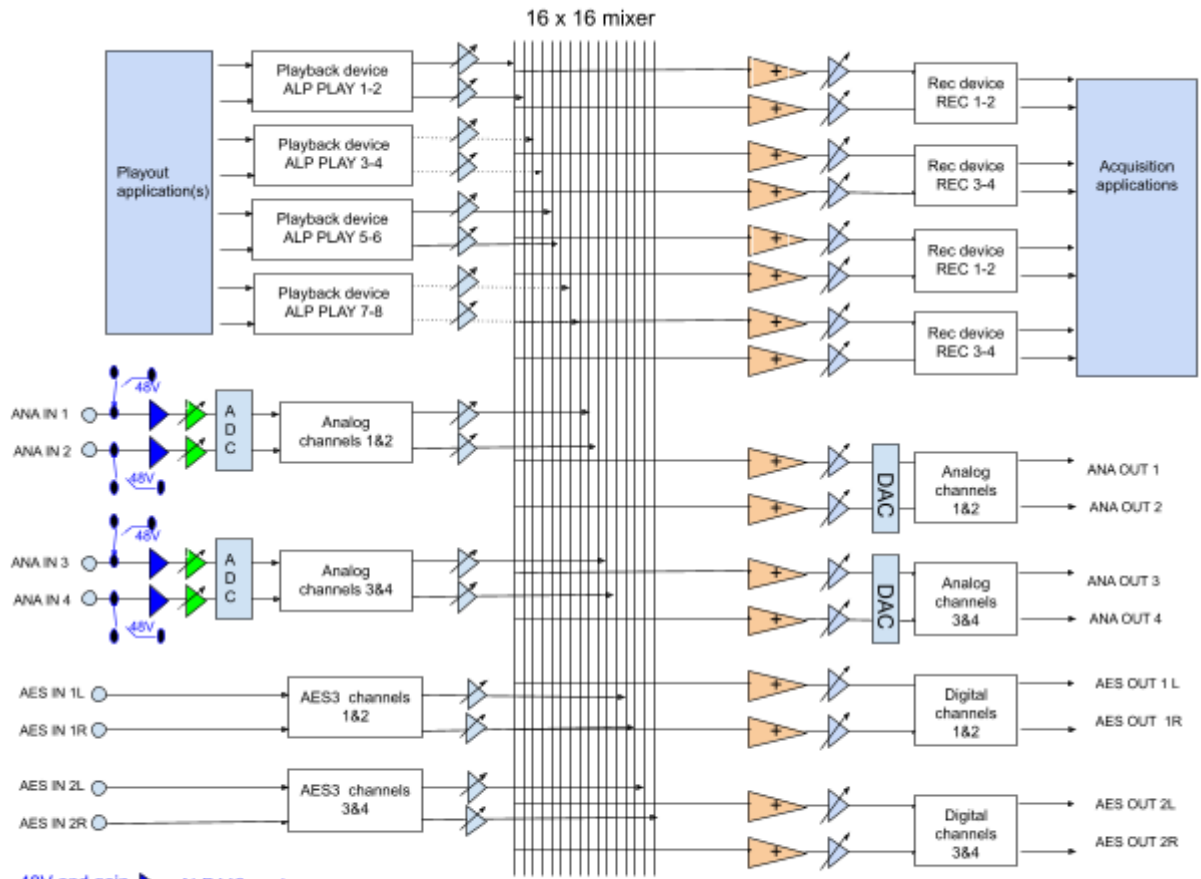 16 x 16 mixer
Playout
application(s)
Playback device
ALP PLAY 1-2
Playback device
ALP PLAY 3-4
Playback device
ALP PLAY 5-6
Playback device
ALP PLAY 7-8
+
+
+
+
+
+
+
+
Rec device
REC 1-2
Rec device
REC 3-4
Rec device
REC 1-2
Rec device
REC 3-4
Acquisition
applications
48V
ANA IN 1
ANA IN 2
48V
A
D
C
Analog
channels 1&2
48V
ANA IN 3
ANA IN 4
48V
A
D
C
Analog
channels 3&4
AES IN 1L
AES IN 1R
AES3 channels
1&2
AES IN 2L
AES IN 2R
AES3 channels
3&4
+
+
DAC
Analog
channels
1&2
ANA OUT 1
ANA OUT 2
+
+
DAC
Analog
channels
3&4
ANA OUT 3
ANA OUT 4
+
+
Digital
channels
1&2
AES OUT 1 L
AES OUT 1R
+
+
Digital
channels
3&4
AES OUT 2L
AES OUT 2R
48V and gain